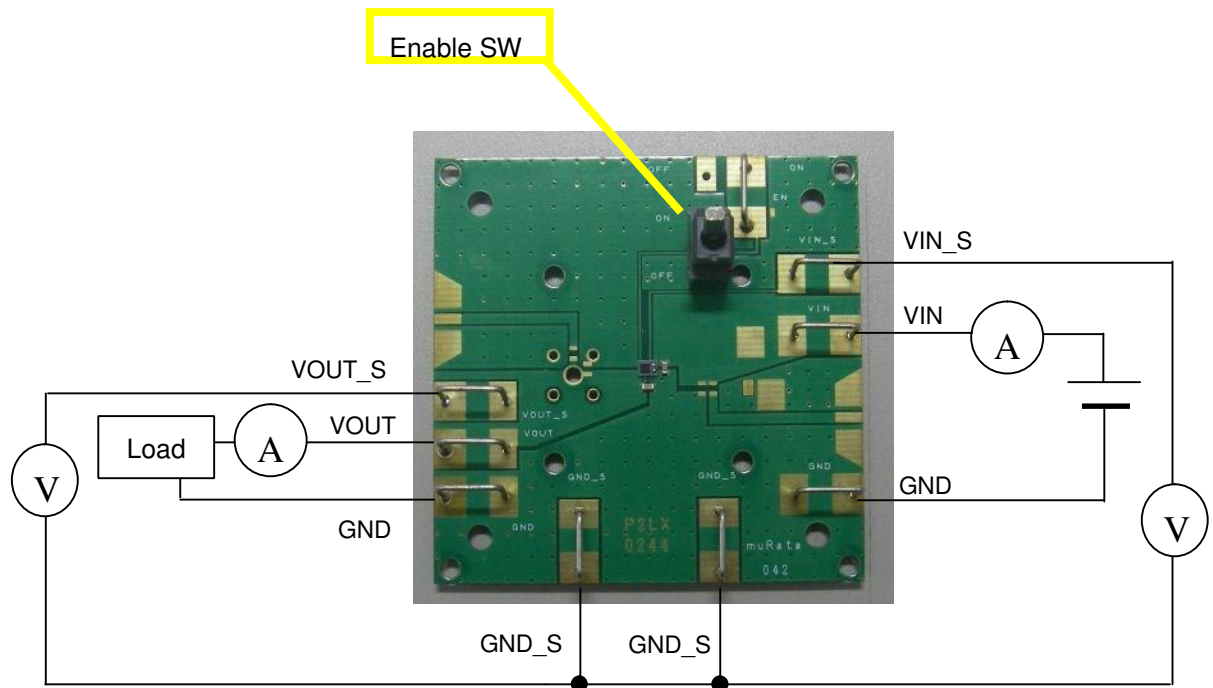 Enable SW
OFF
ON
EN
ON
VIN_S
OFF
VIN
VIN_S
VIN
A
VOUT_S
VOUT_S
VOUT
VOUT
Load
A
V
GND_S
GND_S
GND
GND
GND
GND
P2LX
0244
muRata
042
V
GND_S
GND_S